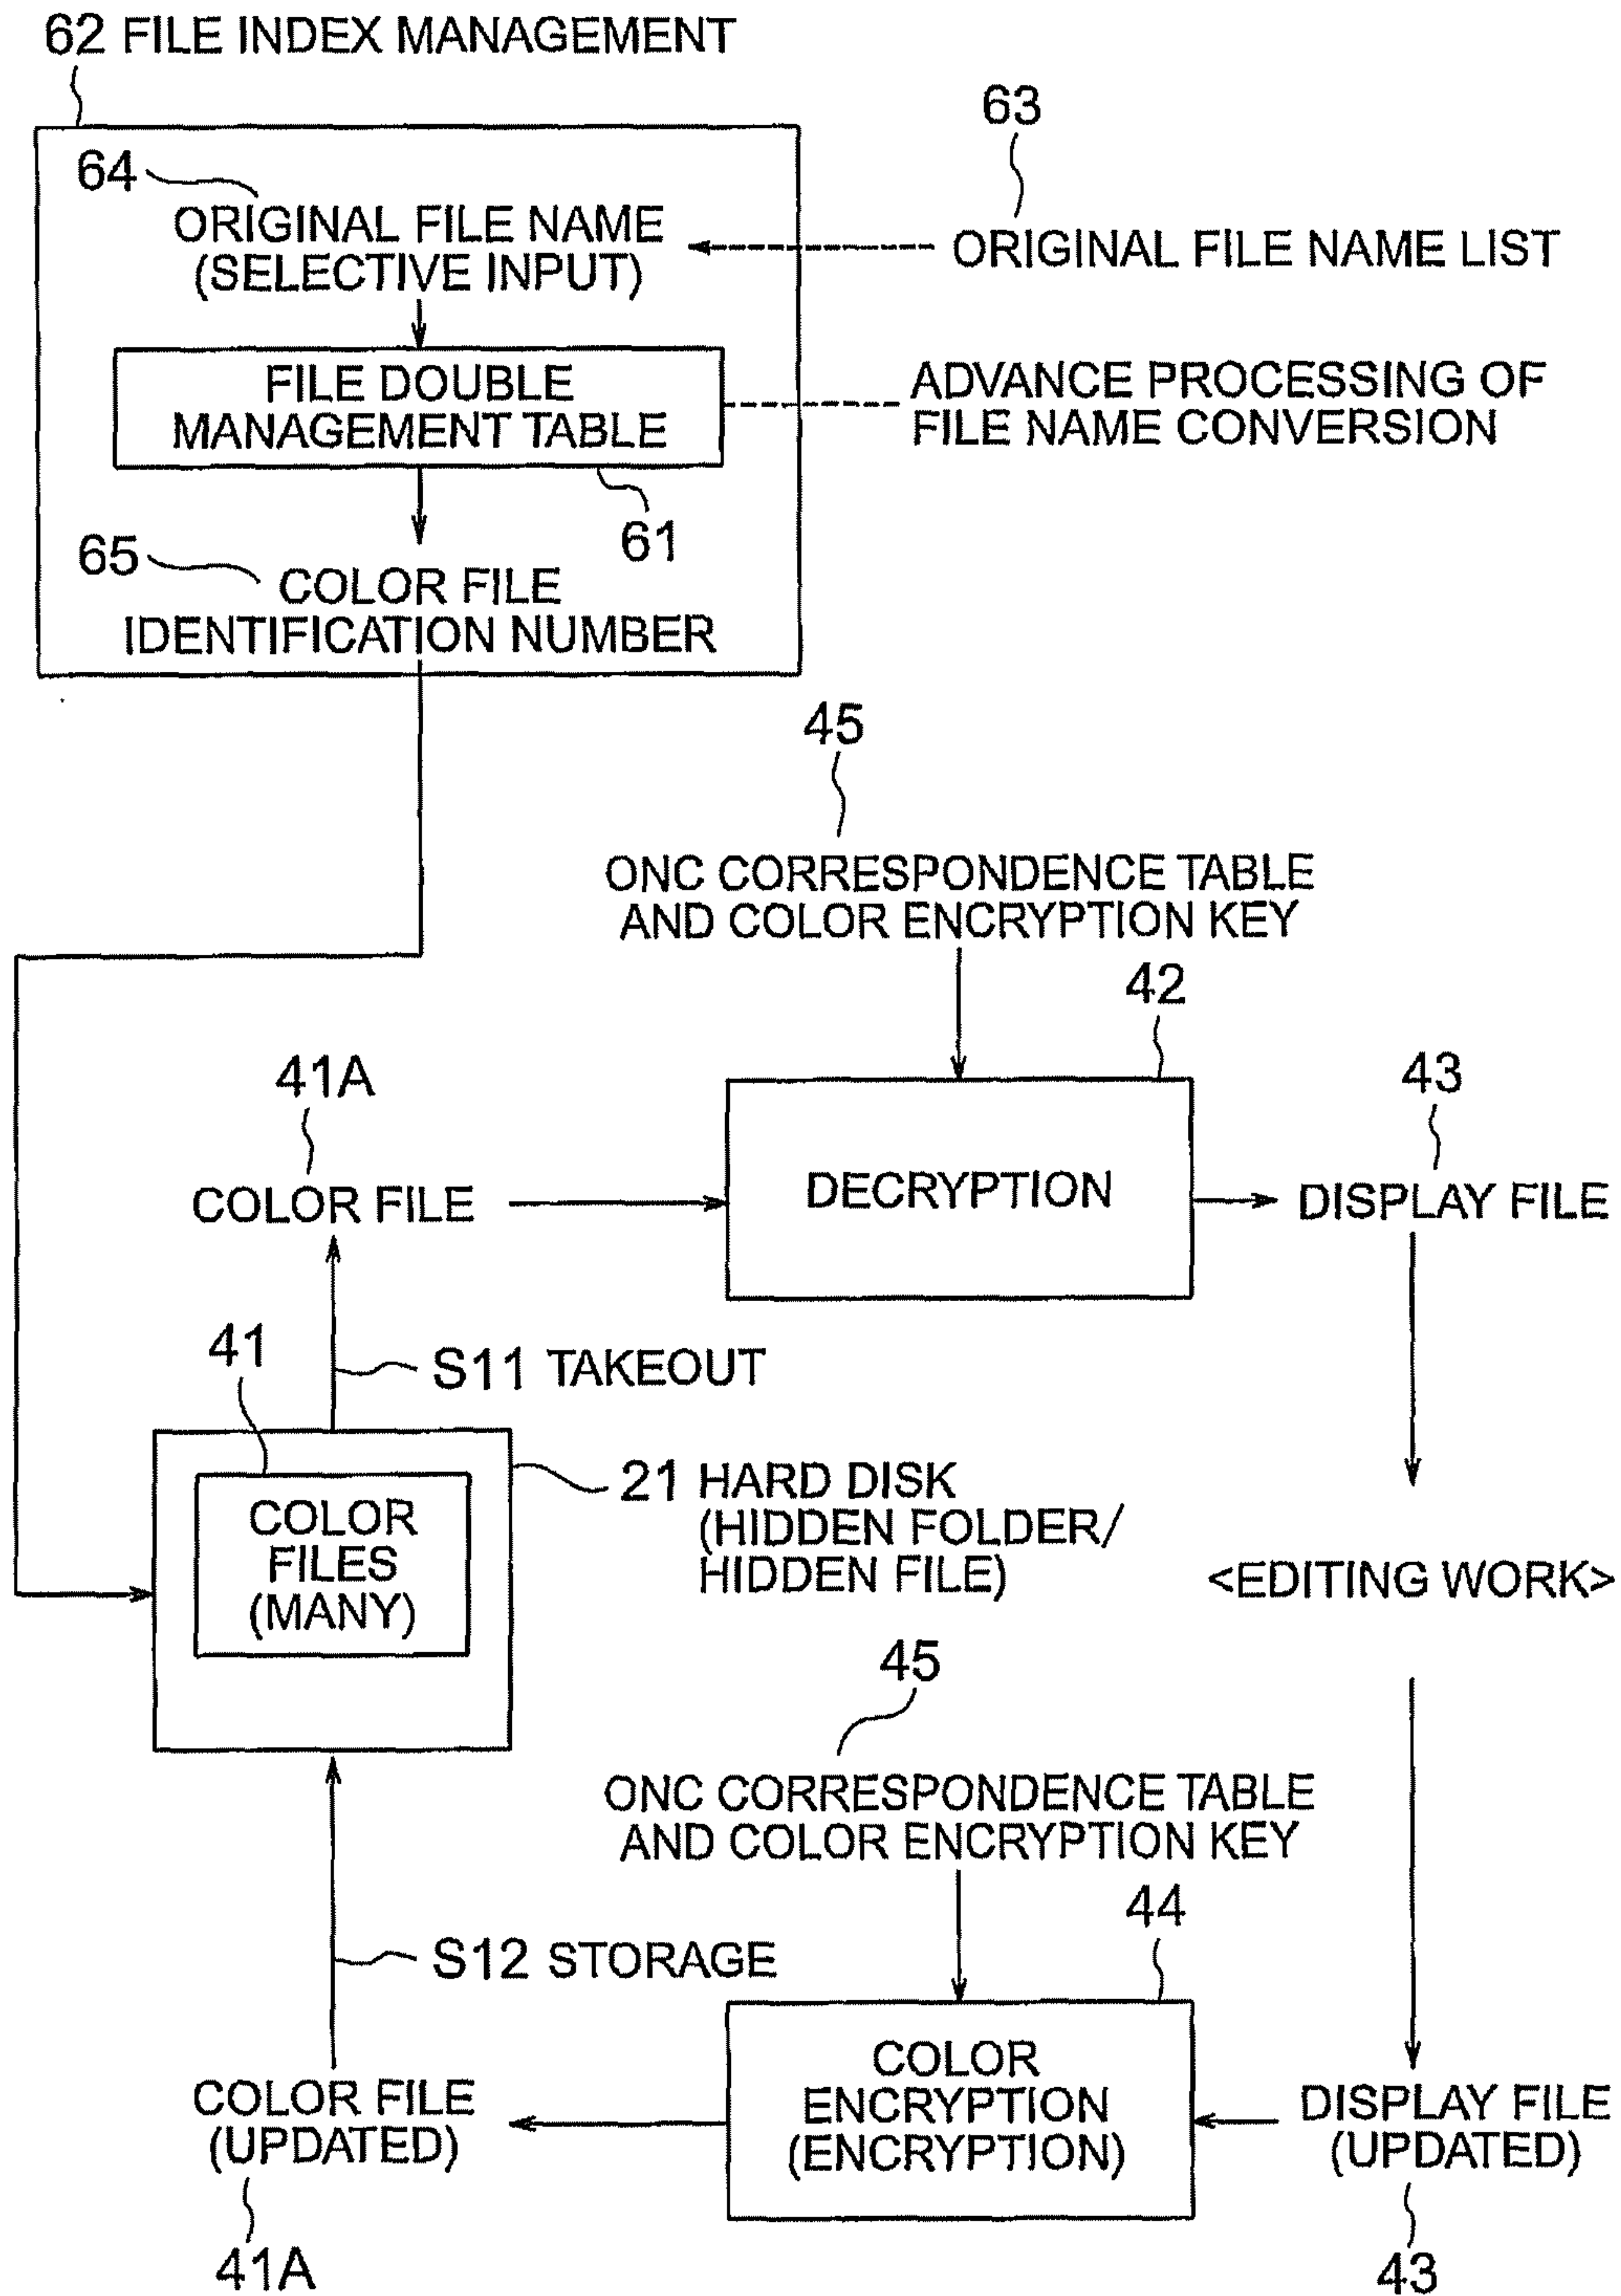 62 FILE INDEX MANAGEMENT
63
64
ORIGINAL FILE NAME
(SELECTIVE INPUT)
ORIGINAL FILE NAME LIST
FILE DOUBLE
MANAGEMENT TABLE
ADVANCE PROCESSING OF
FILE NAME CONVERSION
61
65
COLOR FILE
IDENTIFICATION NUMBER
45
ONC CORRESPONDENCE TABLE
AND COLOR ENCRYPTION KEY
42
41A
43
COLOR FILE
DECRYPTION
DISPLAY FILE
41
S11 TAKEOUT
21 HARD DISK
(HIDDEN FOLDER/
HIDDEN FILE)
COLOR
FILES
(MANY)
<EDITING WORK>
45
ONC CORRESPONDENCE TABLE
AND COLOR ENCRYPTION KEY
44
S12 STORAGE
COLOR
ENCRYPTION
(ENCRYPTION)
COLOR FILE
(UPDATED)
DISPLAY FILE
(UPDATED)
41A
43